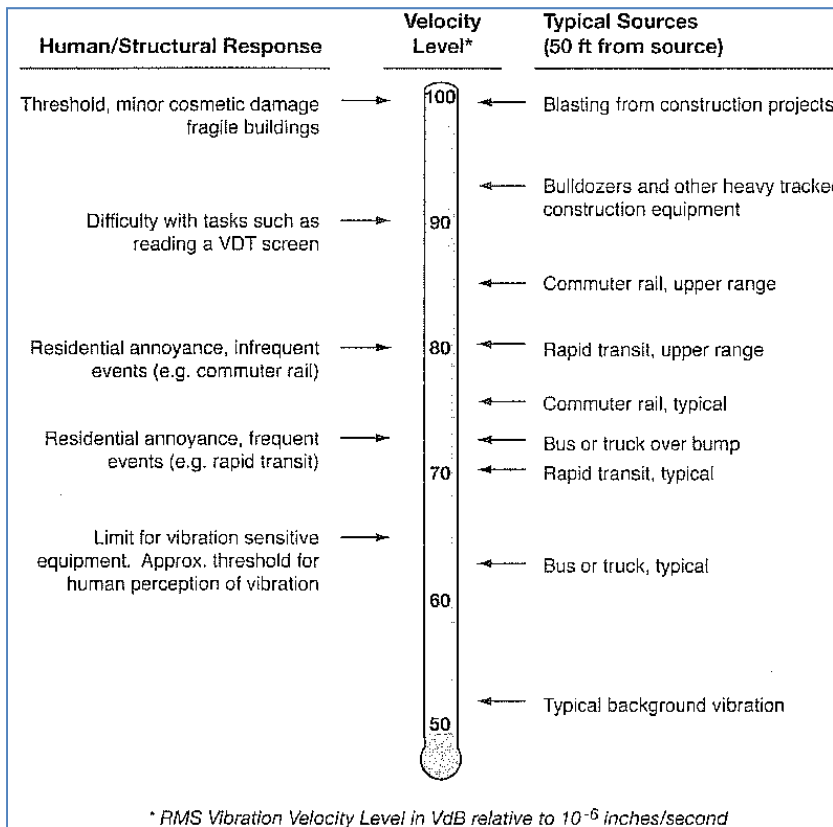 Human/Structural Response
Velocity
Level*
Typical Sources
(50 ft from source)
Threshold, minor cosmetic damage
fragile buildings
100
Blasting from construction projects
Bulldozers and other heavy tracked
construction equipment
Difficulty with tasks such as
reading a VDT screen
90
Commuter rail, upper range
Residential annoyance, infrequent
events (e.g. commuter rail)
80
Rapid transit, upper range
Commuter rail, typical
Residential annoyance, frequent
events (e.g. rapid transit)
Bus or truck over bump
70
Rapid transit, typical
Limit for vibration sensitive
equipment. Approx. threshold for
human perception of vibration
Bus or truck, typical
60
Typical background vibration
50
* RMS Vibration Velocity Level in VdB relative to 10⁻⁶ inches/second